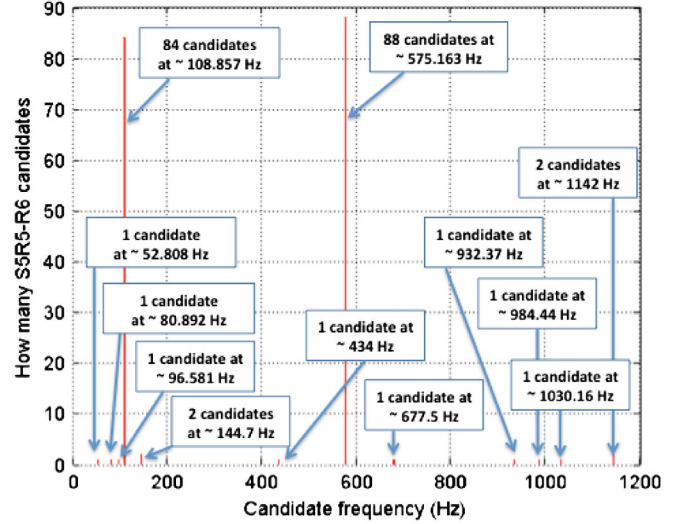 90
80
70
60
50
40
30
20
10
0
How many S5R5-R6 candidates
84 candidates
at ~ 108.857 Hz
88 candidates at
~ 575.163 Hz
2 candidates
at ~ 1142 Hz
1 candidate
at ~ 52.808 Hz
1 candidate at
~ 932.37 Hz
1 candidate
at ~ 80.892 Hz
1 candidate at
~ 984.44 Hz
1 candidate at
~ 434 Hz
1 candidate at
~ 96.581 Hz
1 candidate at
~ 1030.16 Hz
1 candidate at
~ 677.5 Hz
2 candidates
at ~ 144.7 Hz
0 200 400 600 800 1000 1200
Candidate frequency (Hz)